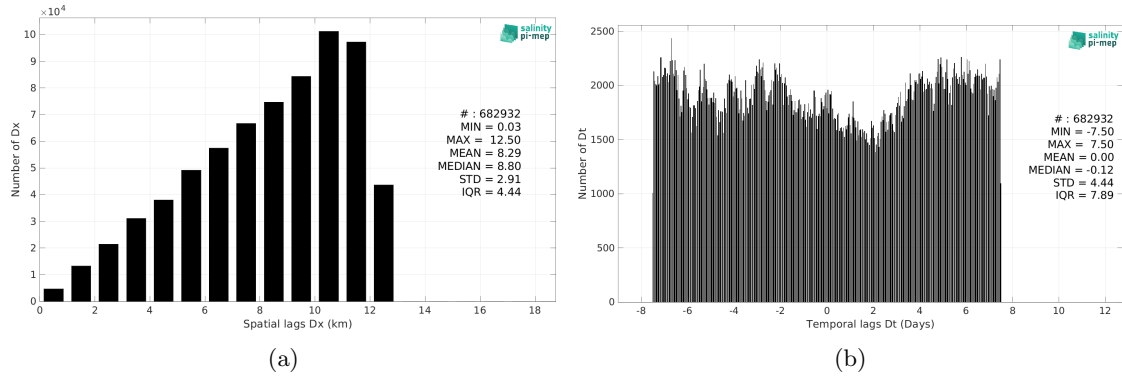 ×10^4
salinity
pi-mep
10
9
8
7
6
5
4
3
2
1
0
Number of Dx
# : 682932
MIN = 0.03
MAX = 12.50
MEAN = 8.29
MEDIAN = 8.80
STD = 2.91
IQR = 4.44
0 2 4 6 8 10 12 14 16 18
Spatial lags Dx (km)
(a)
salinity
pi-mep
2500
2000
1500
1000
500
0
Number of Dt
# : 682932
MIN = -7.50
MAX = 7.50
MEAN = 0.00
MEDIAN = -0.12
STD = 4.44
IQR = 7.89
-8 -6 -4 -2 0 2 4 6 8 10 12
Temporal lags Dt (Days)
(b)